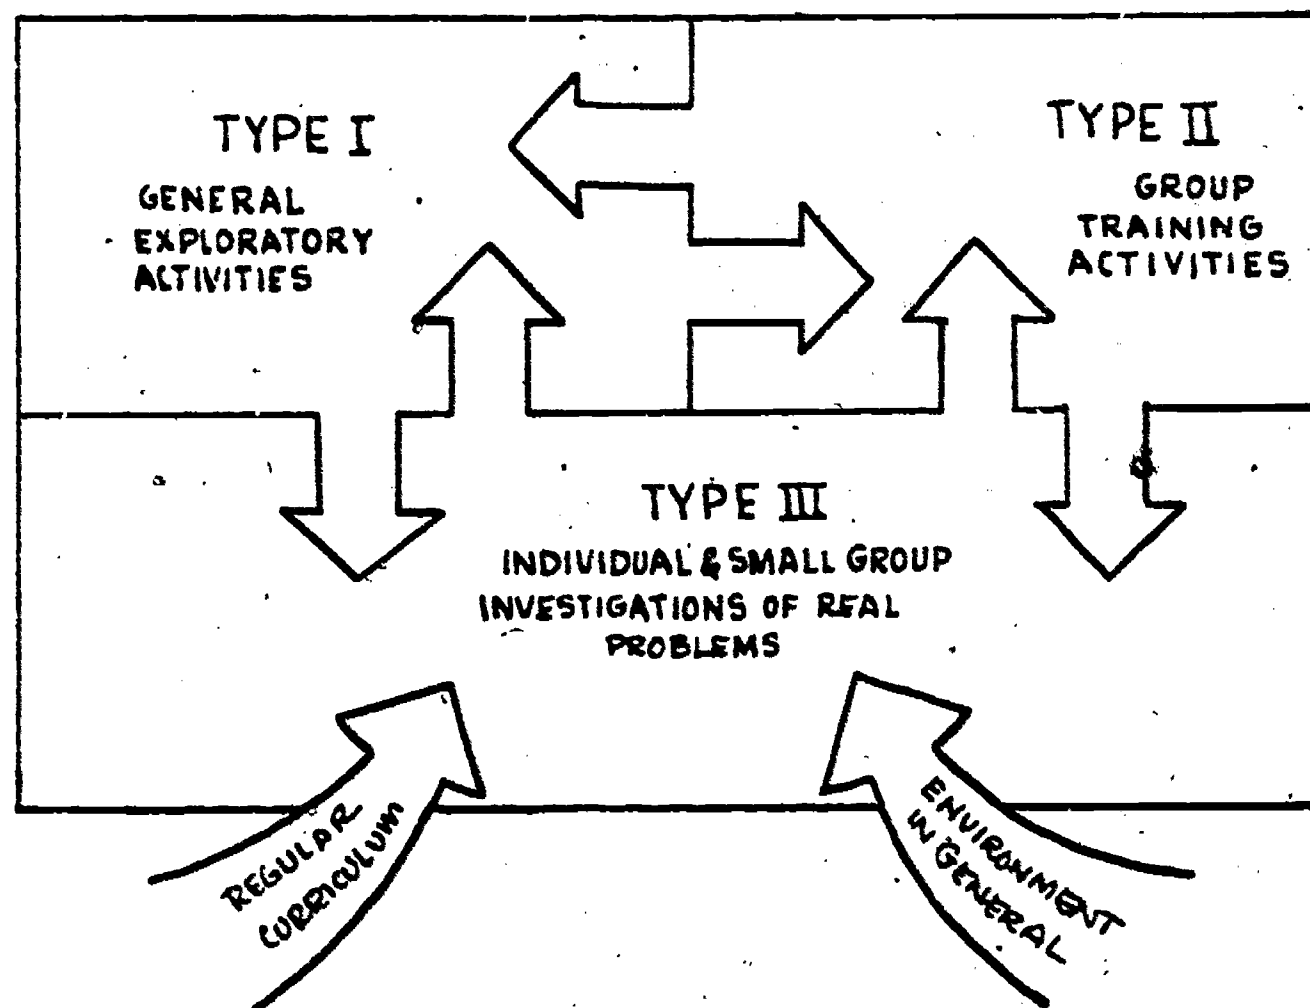 TYPE I
GENERAL
EXPLORATORY
ACTIVITIES
TYPE II
GROUP
TRAINING
ACTIVITIES
TYPE III
INDIVIDUAL & SMALL GROUP
INVESTIGATIONS OF REAL
PROBLEMS
REGULAR
CURRICULUM
ENVIRONMENT
IN GENERAL